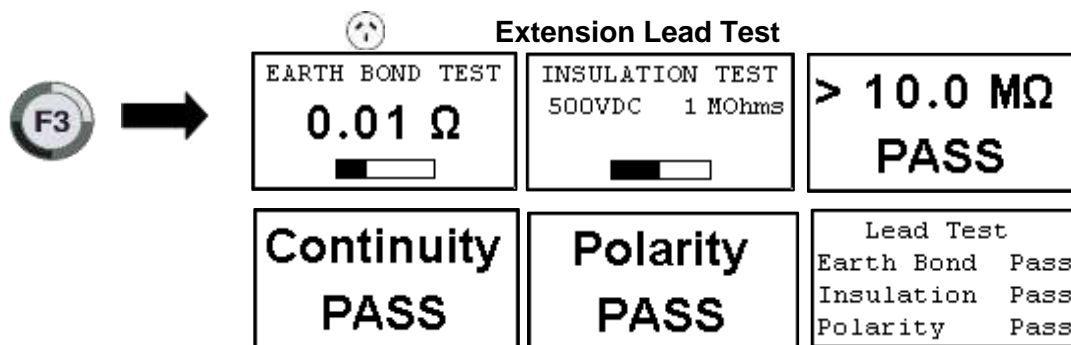 Extension Lead Test
F3
EARTH BOND TEST
0.01 Ω
INSULATION TEST
500VDC 1 MOhms
> 10.0 MΩ
PASS
Continuity
PASS
Polarity
PASS
Lead Test
Earth Bond Pass
Insulation Pass
Polarity Pass